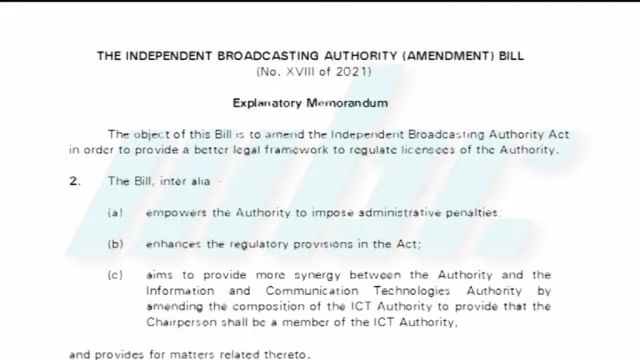 THE INDEPENDENT BROADCASTING AUTHORITY (AMENDMENT) BILL
(No. XVIII of 2021)
Explanatory Memorandum
The object of this Bill is to amend the Independent Broadcasting Authority Act
in order to provide a better legal framework to regulate licensees of the Authority.
2. The Bill, inter alia -
(a) empowers the Authority to impose administrative penalties;
(b) enhances the regulatory provisions in the Act;
(c) aims to provide more synergy between the Authority and the
Information and Communication Technologies Authority by
amending the composition of the ICT Authority to provide that the
Chairperson shall be a member of the ICT Authority,
and provides for matters related thereto.